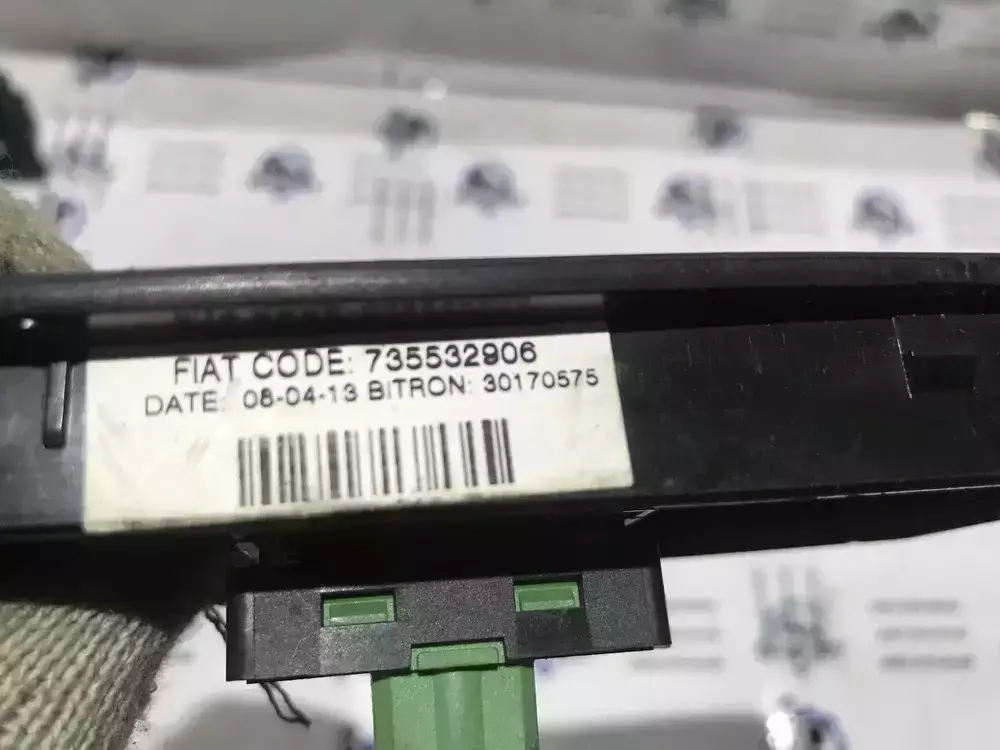 FIAT CODE: 735532906
DATE: 08-04-13 BITRON: 30170575